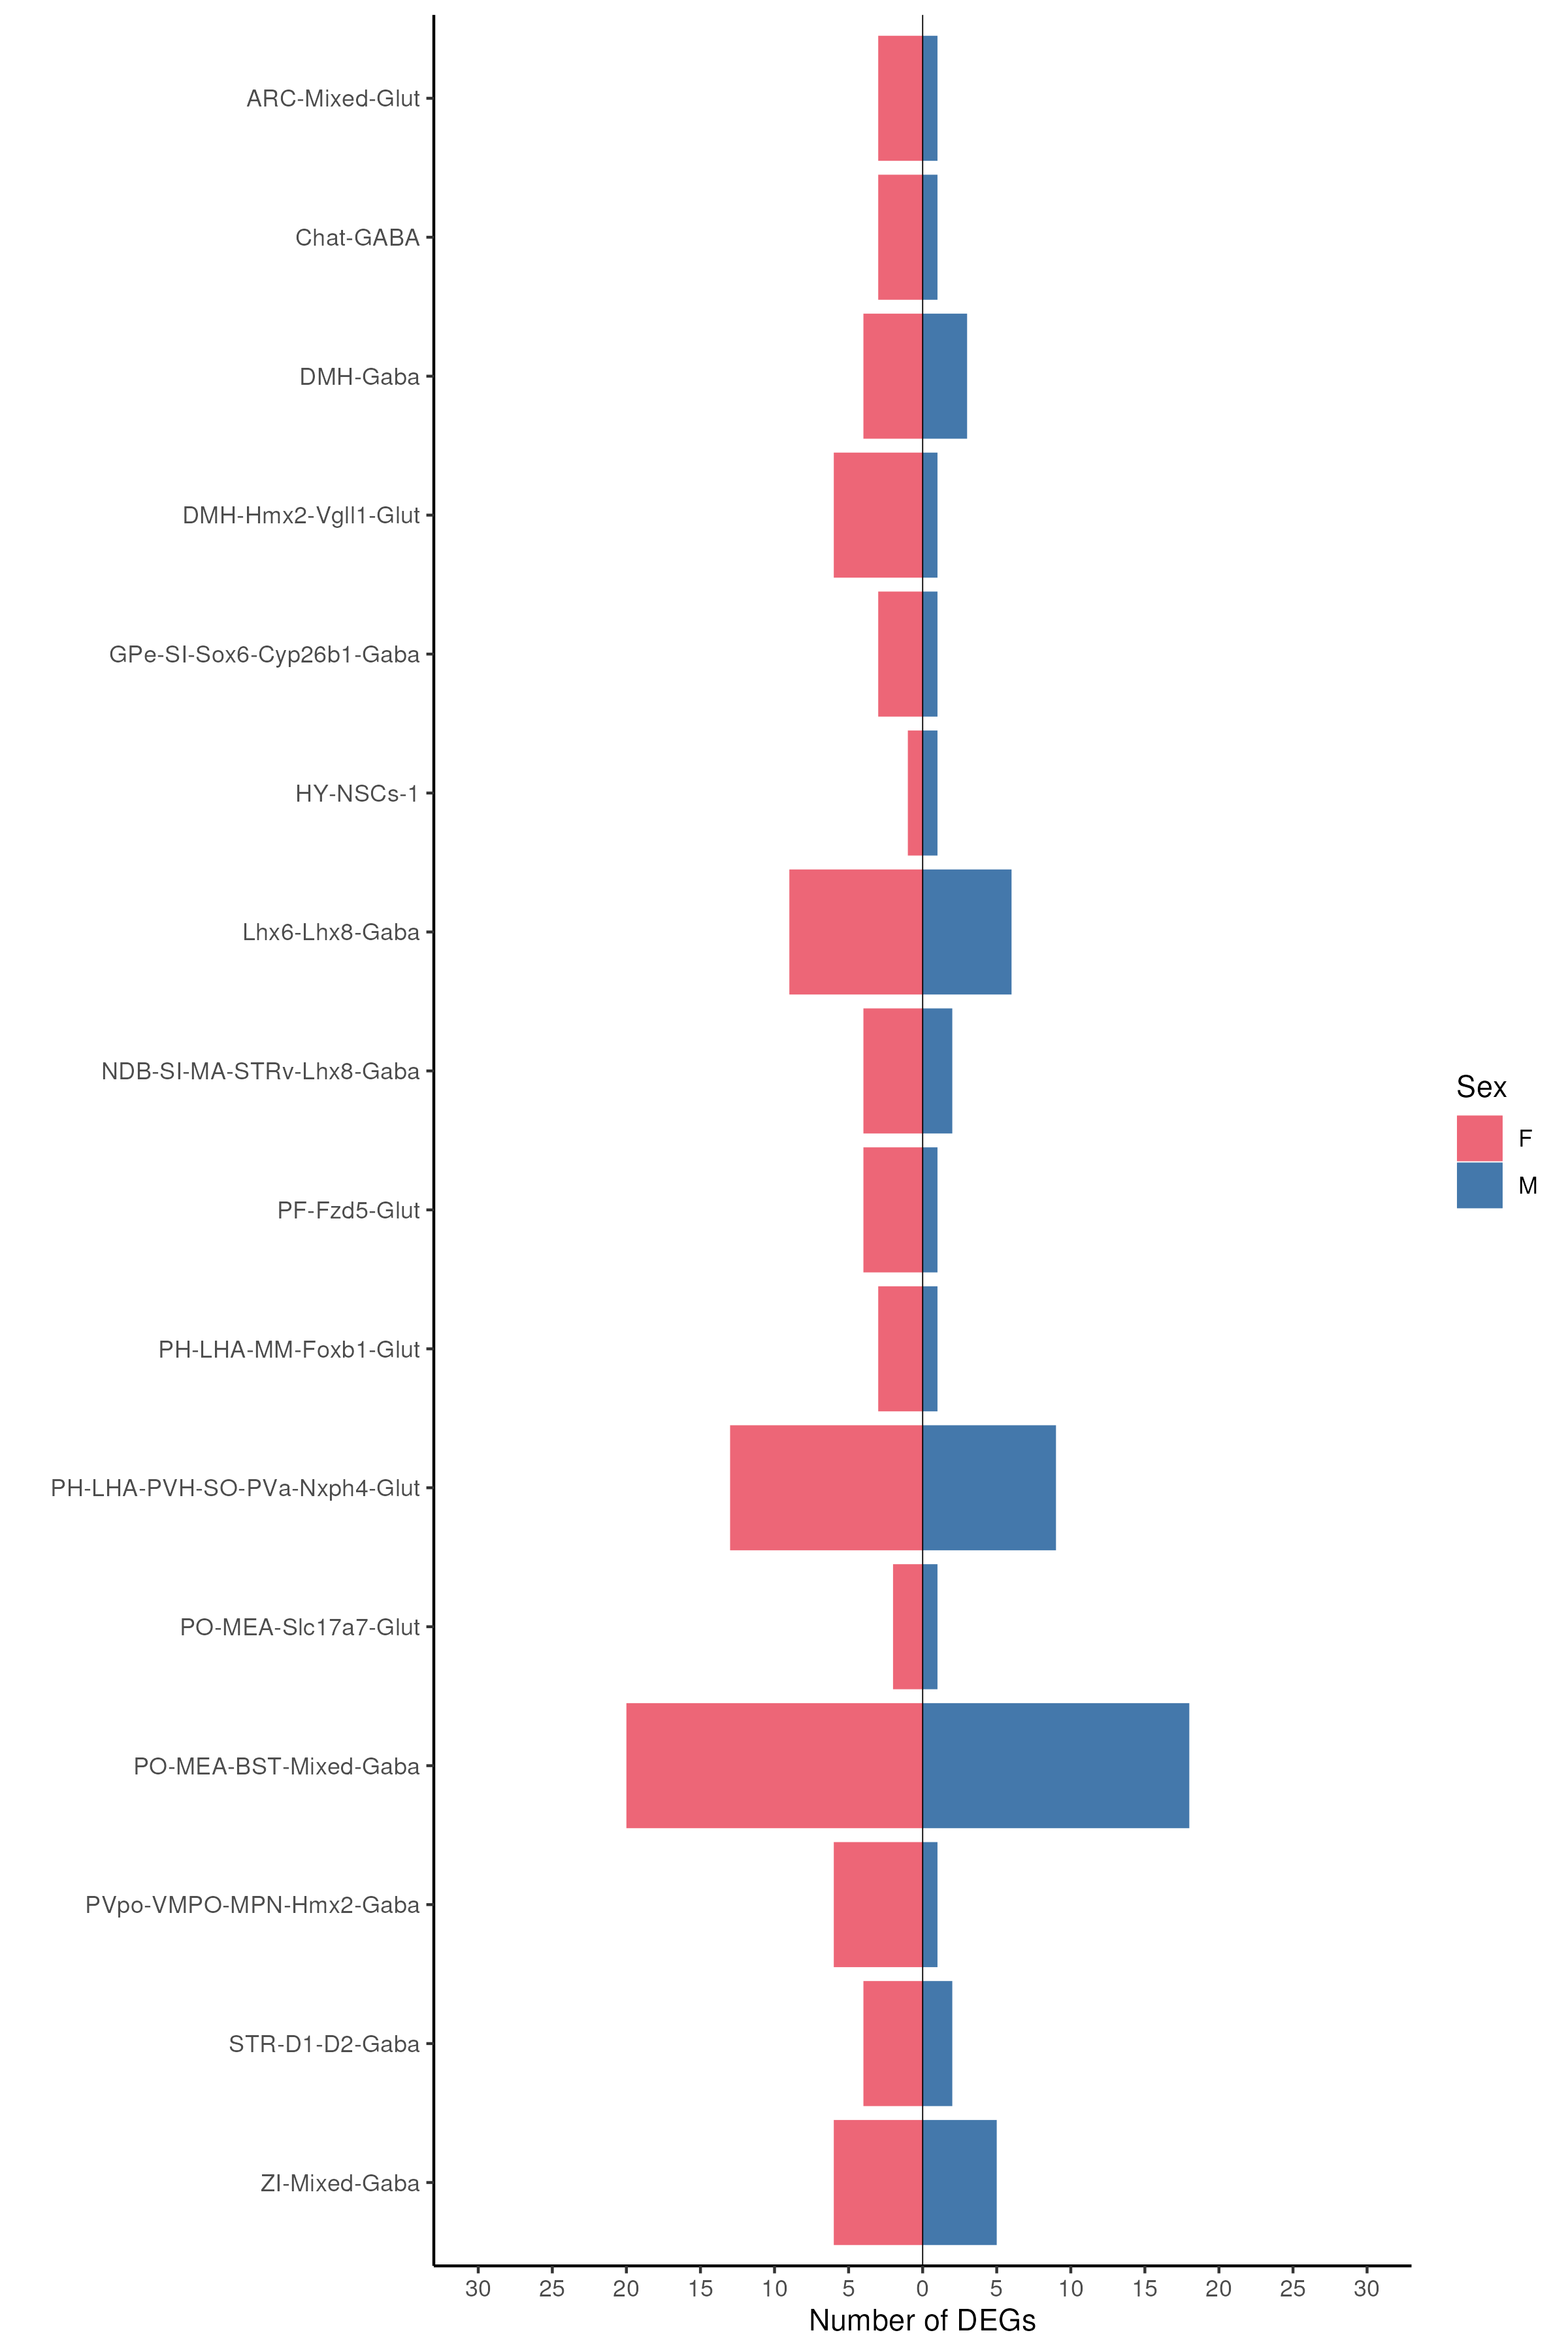 ARC-Mixed-Glut
Chat-GABA
DMH-Gaba
DMH-Hmx2-Vgll1-Glut
GPe-SI-Sox6-Cyp26b1-Gaba
HY-NSCs-1
Lhx6-Lhx8-Gaba
NDB-SI-MA-STRv-Lhx8-Gaba
PF-Fzd5-Glut
PH-LHA-MM-Foxb1-Glut
PH-LHA-PVH-SO-PVa-Nxph4-Glut
PO-MEA-Slc17a7-Glut
PO-MEA-BST-Mixed-Gaba
PVpo-VMPO-MPN-Hmx2-Gaba
STR-D1-D2-Gaba
ZI-Mixed-Gaba
30 25 20 15 10 5 0 5 10 15 20 25 30
Number of DEGs
Sex
F
M